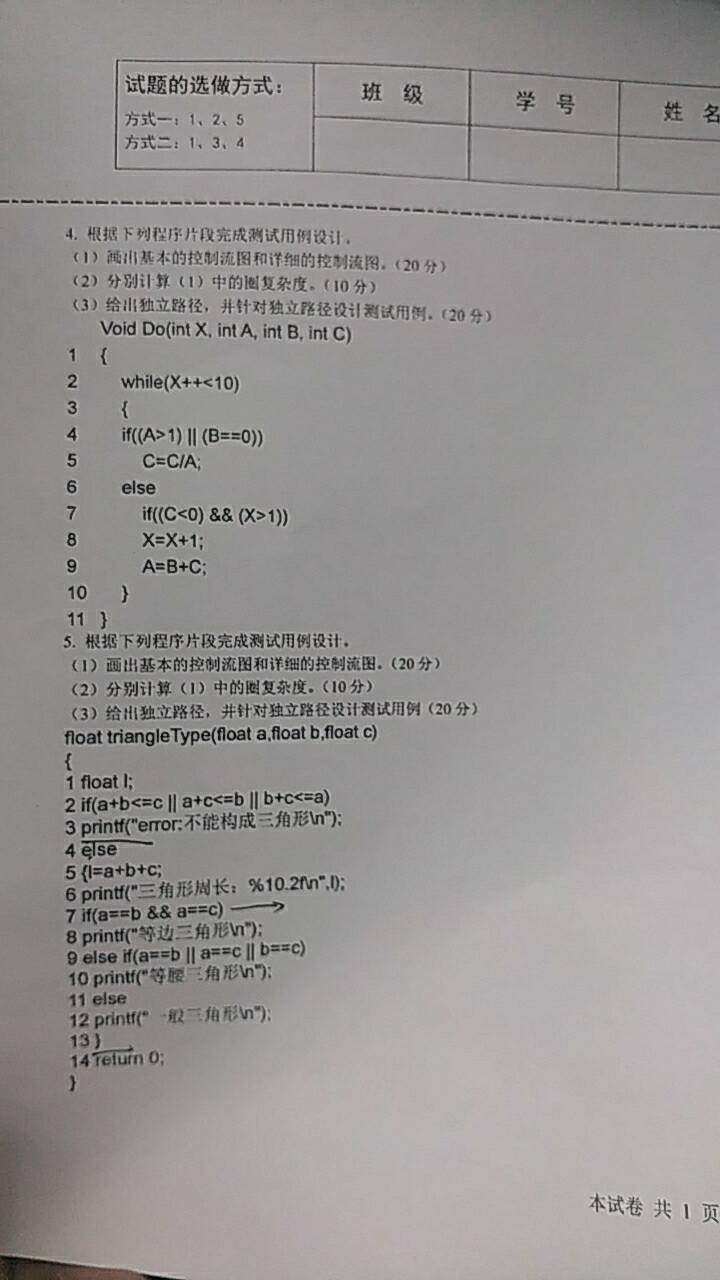 试题的选做方式：
方式一：1、2、5
方式二：1、3、4
班 级
学 号
姓 名
4. 根据下列程序片段完成测试用例设计。
（1）画出基本的控制流图和详细的控制流图。（20 分）
（2）分别计算（1）中的圈复杂度。（10 分）
（3）给出独立路径，并针对独立路径设计测试用例。（20 分）
Void Do(int X, int A, int B, int C)
1 {
2 while(X++<10)
3 {
4 if((A>1) || (B==0))
5 C=C/A;
6 else
7 if((C<0) && (X>1))
8 X=X+1;
9 A=B+C;
10 }
11 }
5. 根据下列程序片段完成测试用例设计。
（1）画出基本的控制流图和详细的控制流图。（20 分）
（2）分别计算（1）中的圈复杂度。（10 分）
（3）给出独立路径，并针对独立路径设计测试用例（20 分）
float triangleType(float a,float b,float c)
{
1 float l;
2 if(a+b<=c || a+c<=b || b+c<=a)
3 printf("error:不能构成三角形\n");
4 else
5 {l=a+b+c;
6 printf("三角形周长：%10.2f\n",l);
7 if(a==b && a==c)
8 printf("等边三角形\n");
9 else if(a==b || a==c || b==c)
10 printf("等腰三角形\n");
11 else
12 printf("一般三角形\n");
13 }
14 return 0;
}
本试卷 共 1 页